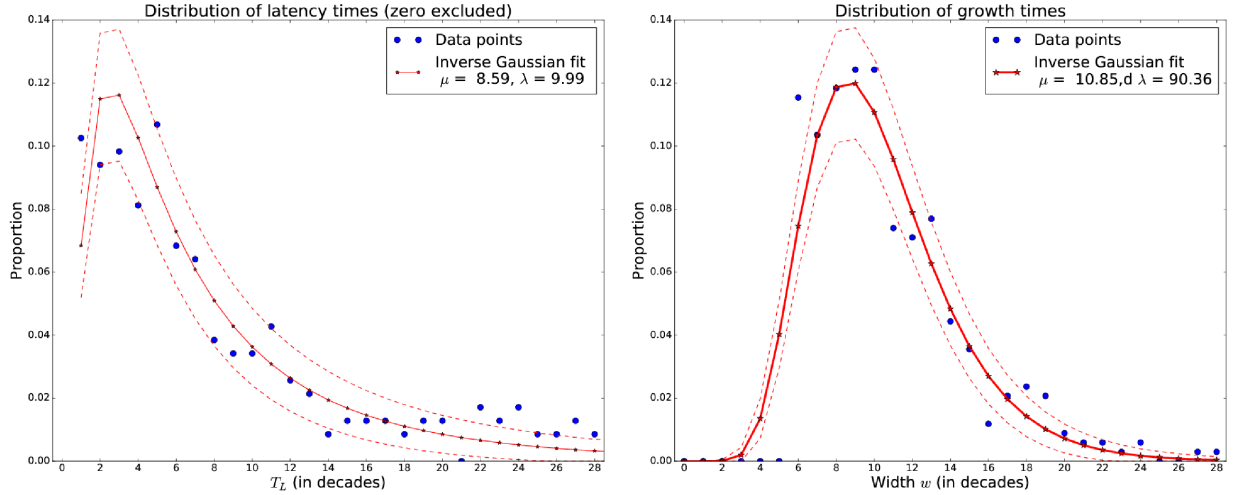 Distribution of latency times (zero excluded)
0.14
0.12
0.10
0.08
0.06
0.04
0.02
0.00
Proportion
Data points
Inverse Gaussian fit
μ = 8.59, λ = 9.99
0 2 4 6 8 10 12 14 16 18 20 22 24 26 28
T_L (in decades)
Distribution of growth times
0.14
0.12
0.10
0.08
0.06
0.04
0.02
0.00
Proportion
Data points
Inverse Gaussian fit
μ = 10.85,d λ = 90.36
0 2 4 6 8 10 12 14 16 18 20 22 24 26 28
Width w (in decades)